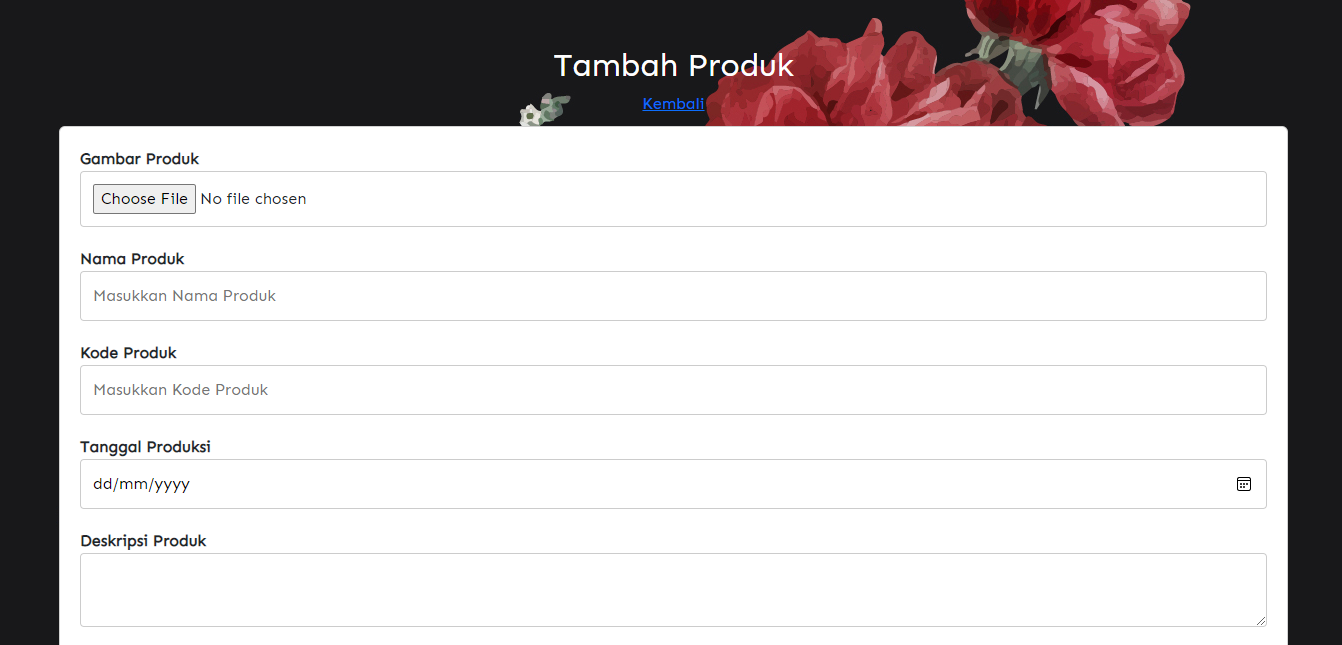 Tambah Produk
Kembali
Gambar Produk
Choose File No file chosen
Nama Produk
Masukkan Nama Produk
Kode Produk
Masukkan Kode Produk
Tanggal Produksi
dd/mm/yyyy
Deskripsi Produk